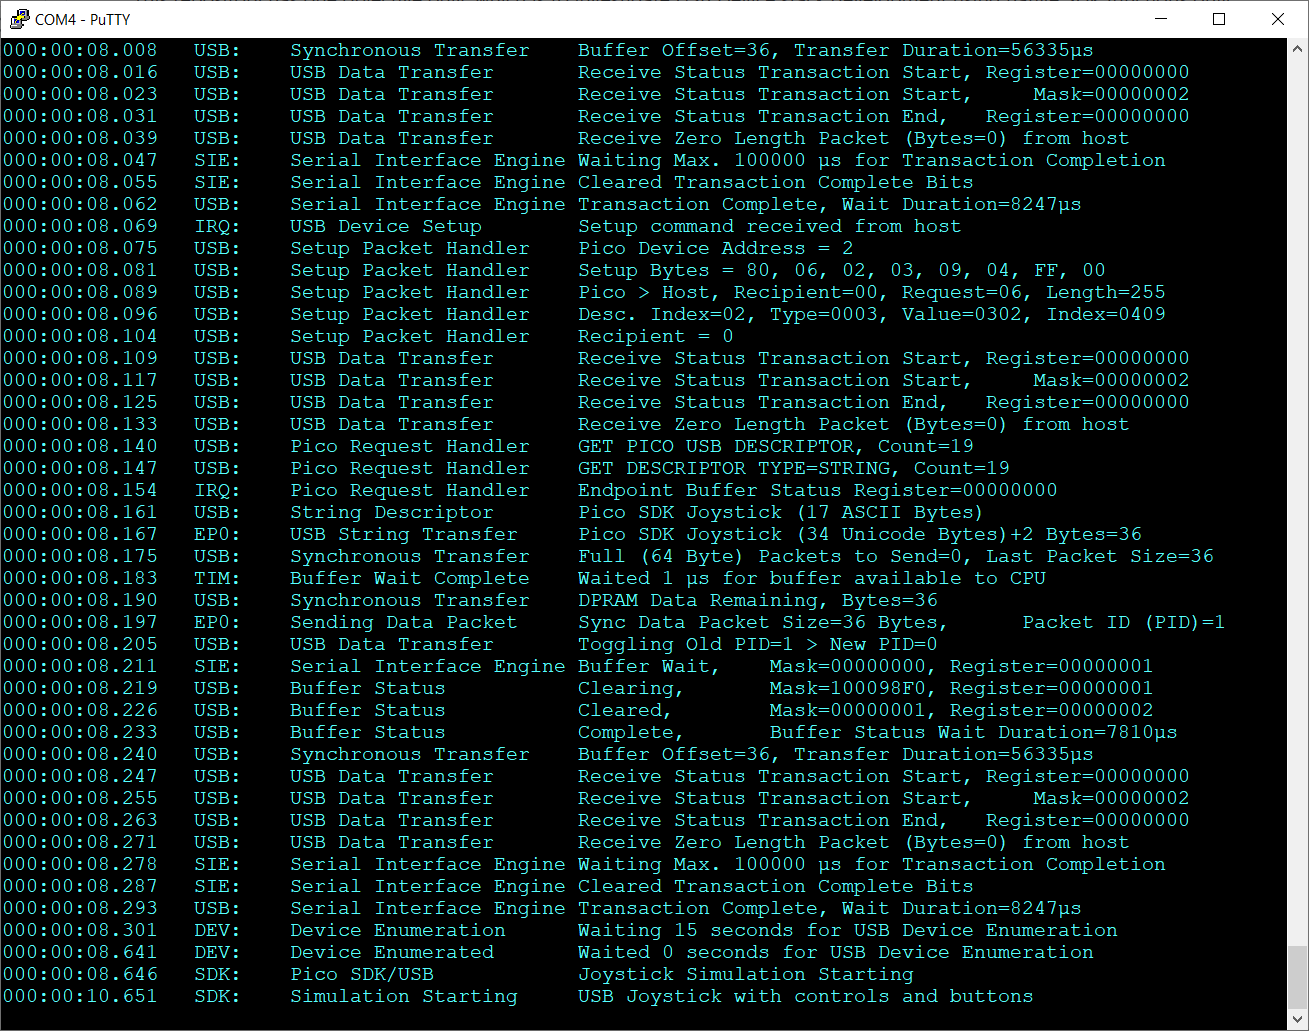 COM4 - PuTTY
000:00:08.008   USB:    Synchronous Transfer    Buffer Offset=36, Transfer Duration=56335µs
000:00:08.016   USB:    USB Data Transfer       Receive Status Transaction Start, Register=00000000
000:00:08.023   USB:    USB Data Transfer       Receive Status Transaction Start,     Mask=00000002
000:00:08.031   USB:    USB Data Transfer       Receive Status Transaction End,   Register=00000000
000:00:08.039   USB:    USB Data Transfer       Receive Zero Length Packet (Bytes=0) from host
000:00:08.047   SIE:    Serial Interface Engine Waiting Max. 100000 µs for Transaction Completion
000:00:08.055   SIE:    Serial Interface Engine Cleared Transaction Complete Bits
000:00:08.062   USB:    Serial Interface Engine Transaction Complete, Wait Duration=8247µs
000:00:08.069   IRQ:    USB Device Setup        Setup command received from host
000:00:08.075   USB:    Setup Packet Handler    Pico Device Address = 2
000:00:08.081   USB:    Setup Packet Handler    Setup Bytes = 80, 06, 02, 03, 09, 04, FF, 00
000:00:08.089   USB:    Setup Packet Handler    Pico > Host, Recipient=00, Request=06, Length=255
000:00:08.096   USB:    Setup Packet Handler    Desc. Index=02, Type=0003, Value=0302, Index=0409
000:00:08.104   USB:    Setup Packet Handler    Recipient = 0
000:00:08.109   USB:    USB Data Transfer       Receive Status Transaction Start, Register=00000000
000:00:08.117   USB:    USB Data Transfer       Receive Status Transaction Start,     Mask=00000002
000:00:08.125   USB:    USB Data Transfer       Receive Status Transaction End,   Register=00000000
000:00:08.133   USB:    USB Data Transfer       Receive Zero Length Packet (Bytes=0) from host
000:00:08.140   USB:    Pico Request Handler    GET PICO USB DESCRIPTOR, Count=19
000:00:08.147   USB:    Pico Request Handler    GET DESCRIPTOR TYPE=STRING, Count=19
000:00:08.154   IRQ:    Pico Request Handler    Endpoint Buffer Status Register=00000000
000:00:08.161   USB:    String Descriptor       Pico SDK Joystick (17 ASCII Bytes)
000:00:08.167   EP0:    USB String Transfer     Pico SDK Joystick (34 Unicode Bytes)+2 Bytes=36
000:00:08.175   USB:    Synchronous Transfer    Full (64 Byte) Packets to Send=0, Last Packet Size=36
000:00:08.183   TIM:    Buffer Wait Complete    Waited 1 µs for buffer available to CPU
000:00:08.190   USB:    Synchronous Transfer    DPRAM Data Remaining, Bytes=36
000:00:08.197   EP0:    Sending Data Packet     Sync Data Packet Size=36 Bytes,      Packet ID (PID)=1
000:00:08.205   USB:    USB Data Transfer       Toggling Old PID=1 > New PID=0
000:00:08.211   SIE:    Serial Interface Engine Buffer Wait,    Mask=00000000, Register=00000001
000:00:08.219   USB:    Buffer Status           Clearing,       Mask=100098F0, Register=00000001
000:00:08.226   USB:    Buffer Status           Cleared,        Mask=00000001, Register=00000002
000:00:08.233   USB:    Buffer Status           Complete,       Buffer Status Wait Duration=7810µs
000:00:08.240   USB:    Synchronous Transfer    Buffer Offset=36, Transfer Duration=56335µs
000:00:08.247   USB:    USB Data Transfer       Receive Status Transaction Start, Register=00000000
000:00:08.255   USB:    USB Data Transfer       Receive Status Transaction Start,     Mask=00000002
000:00:08.263   USB:    USB Data Transfer       Receive Status Transaction End,   Register=00000000
000:00:08.271   USB:    USB Data Transfer       Receive Zero Length Packet (Bytes=0) from host
000:00:08.278   SIE:    Serial Interface Engine Waiting Max. 100000 µs for Transaction Completion
000:00:08.287   SIE:    Serial Interface Engine Cleared Transaction Complete Bits
000:00:08.293   USB:    Serial Interface Engine Transaction Complete, Wait Duration=8247µs
000:00:08.301   DEV:    Device Enumeration      Waiting 15 seconds for USB Device Enumeration
000:00:08.641   DEV:    Device Enumerated       Waited 0 seconds for USB Device Enumeration
000:00:08.646   SDK:    Pico SDK/USB            Joystick Simulation Starting
000:00:10.651   SDK:    Simulation Starting     USB Joystick with controls and buttons